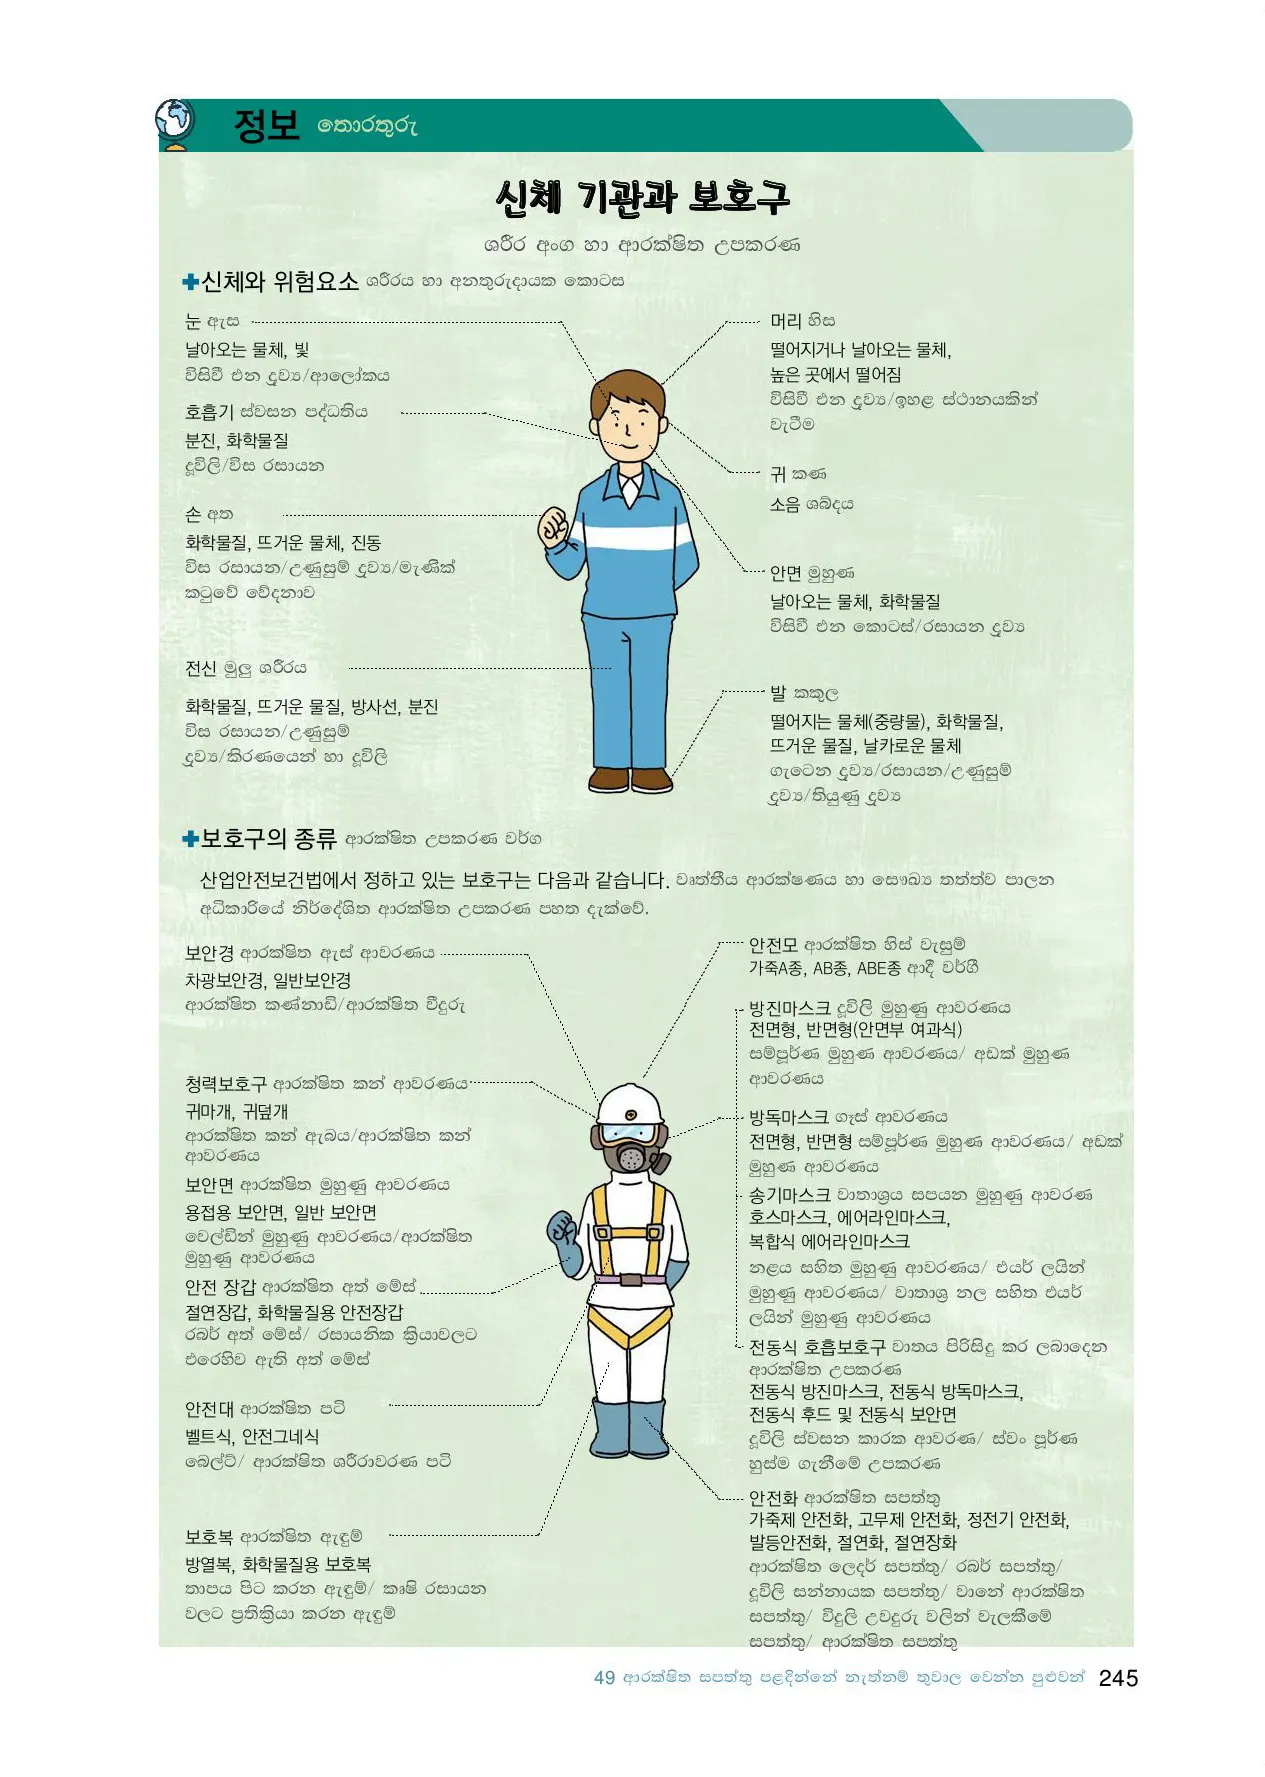 정보 තොරතුරු
신체 기관과 보호구
ශරීර අංග හා ආරක්ෂිත උපකරණ
신체와 위험요소 ශරීරය හා අනතුරුදායක කොටස
눈 ඇස
날아오는 물체, 빛
විසිවී එන ද්‍රව්‍ය/ආලෝකය
호흡기 ස්වසන පද්ධතිය
분진, 화학물질
දූවිලි/විස රසායන
손 අත
화학물질, 뜨거운 물체, 진동
විස රසායන/උණුසුම් ද්‍රව්‍ය/මැණික්
කටුවේ වේදනාව
전신 මුලු ශරීරය
화학물질, 뜨거운 물질, 방사선, 분진
විස රසායන/උණුසුම්
ද්‍රව්‍ය/කිරණයෙන් හා දූවිලි
머리 හිස
떨어지거나 날아오는 물체,
높은 곳에서 떨어짐
විසිවී එන ද්‍රව්‍ය/ඉහළ ස්ථානයකින්
වැටීම
귀 කණ
소음 ශබ්දය
안면 මුහුණ
날아오는 물체, 화학물질
විසිවී එන කොටස්/රසායන ද්‍රව්‍ය
발 කකුල
떨어지는 물체(중량물), 화학물질,
뜨거운 물질, 날카로운 물체
ගැටෙන ද්‍රව්‍ය/රසායන/උණුසුම්
ද්‍රව්‍ය/තියුණු ද්‍රව්‍ය
보호구의 종류 ආරක්ෂිත උපකරණ වර්ග
산업안전보건법에서 정하고 있는 보호구는 다음과 같습니다. වෘත්තීය ආරක්ෂණය හා සෞඛ්‍ය තත්ත්ව පාලන
අධිකාරියේ නිර්දේශිත ආරක්ෂිත උපකරණ පහත දැක්වේ.
보안경 ආරක්ෂිත ඇස් ආවරණය
차광보안경, 일반보안경
ආරක්ෂිත කණ්නාඩි/ආරක්ෂිත වීදුරු
청력보호구 ආරක්ෂිත කන් ආවරණය
귀마개, 귀덮개
ආරක්ෂිත කන් ඇබය/ආරක්ෂිත කන්
ආවරණය
보안면 ආරක්ෂිත මුහුණු ආවරණය
용접용 보안면, 일반 보안면
වෙල්ඩින් මුහුණු ආවරණය/ආරක්ෂිත
මුහුණු ආවරණය
안전 장갑 ආරක්ෂිත අත් මේස්
절연장갑, 화학물질용 안전장갑
රබර් අත් මේස්/ රසායනික ක්‍රියාවලට
එරෙහිව ඇති අත් මේස්
안전대 ආරක්ෂිත පටි
벨트식, 안전그네식
බෙල්ට්/ ආරක්ෂිත ශරීරාවරණ පටි
보호복 ආරක්ෂිත ඇඳුම්
방열복, 화학물질용 보호복
තාපය පිට කරන ඇඳුම්/ කෘෂි රසායන
වලට ප්‍රතික්‍රියා කරන ඇඳුම්
안전모 ආරක්ෂිත හිස් වැසුම්
가죽A종, AB종, ABE종 ආදී වර්ගී
방진마스크 දූවිලි මුහුණු ආවරණය
전면형, 반면형(안면부 여과식)
සම්පූර්ණ මුහුණ ආවරණය/ අඩක් මුහුණ
ආවරණය
방독마스크 ගෑස් ආවරණය
전면형, 반면형 සම්පූර්ණ මුහුණ ආවරණය/ අඩක්
මුහුණ ආවරණය
송기마스크 වාතාශ්‍රය සපයන මුහුණු ආවරණ
호스마스크, 에어라인마스크,
복합식 에어라인마스크
නළය සහිත මුහුණු ආවරණය/ එයර් ලයින්
මුහුණු ආවරණය/ වාතාශ්‍ර නල සහිත එයර්
ලයින් මුහුණු ආවරණය
전동식 호흡보호구 වාතය පිරිසිදු කර ලබාදෙන
ආරක්ෂිත උපකරණ
전동식 방진마스크, 전동식 방독마스크,
전동식 후드 및 전동식 보안면
දූවිලි ස්වසන කාරක ආවරණ/ ස්වං පූර්ණ
හුස්ම ගැනීමේ උපකරණ
안전화 ආරක්ෂිත සපත්තු
가죽제 안전화, 고무제 안전화, 정전기 안전화,
발등안전화, 절연화, 절연장화
ආරක්ෂිත ලෙදර් සපත්තු/ රබර් සපත්තු/
දූවිලි සන්නායක සපත්තු/ වානේ ආරක්ෂිත
සපත්තු/ විදුලි උවදුරු වලින් වැලකීමේ
සපත්තු/ ආරක්ෂිත සපත්තු
49 ආරක්ෂිත සපත්තු පළදින්නේ නැත්නම් තුවාල වෙන්න පුළුවන් 245